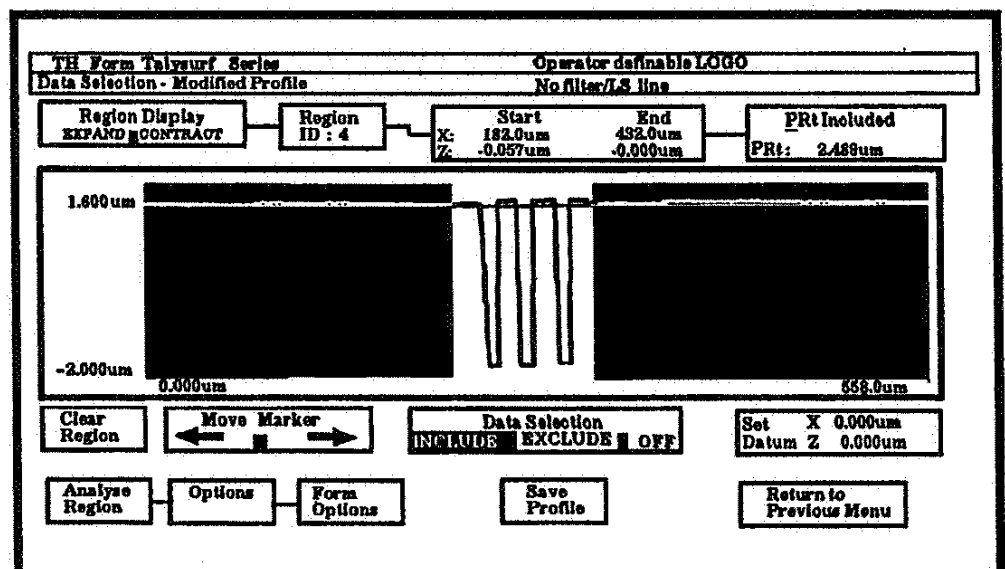 TH Form Talysurf Series Operator definable LOGO
Data Selection - Modified Profile No filter/LS line
Region Display
EXPAND CONTRACT
Region
ID : 4
Start End
X: 182.0um 432.0um
Z: -0.057um -0.000um
PRt Included
PRt: 2.489um
1.600um
-2.000um
0.000um 558.0um
Clear
Region
Move Marker
Data Selection
INCLUDE EXCLUDE OFF
Set X 0.000um
Datum Z 0.000um
Analyse
Region
Options
Form
Options
Save
Profile
Return to
Previous Menu